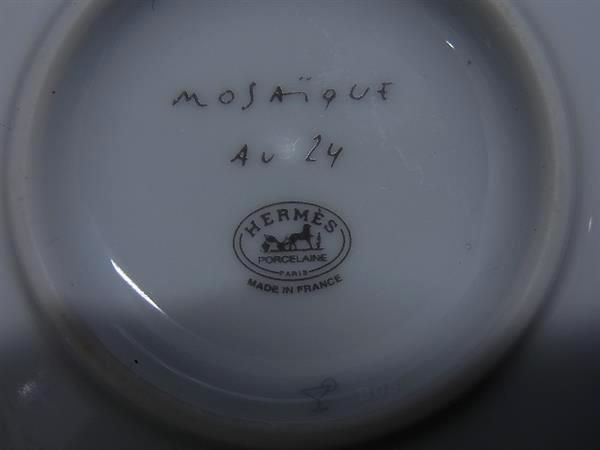 MOSAÏQUE
AU 24
HERMÈS
PORCELAINE
PARIS
MADE IN FRANCE